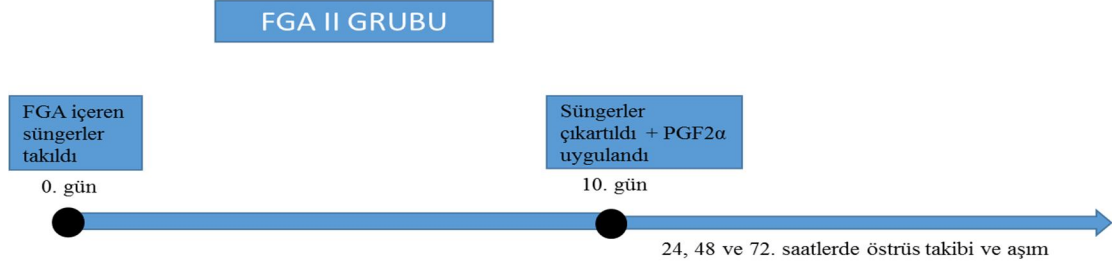 FGA II GRUBU
FGA içeren
süngerler
takıldı
0. gün
Süngerler
çıkartıldı + PGF2α
uygulandı
10. gün
24, 48 ve 72. saatlerde östrüs takibi ve aşım